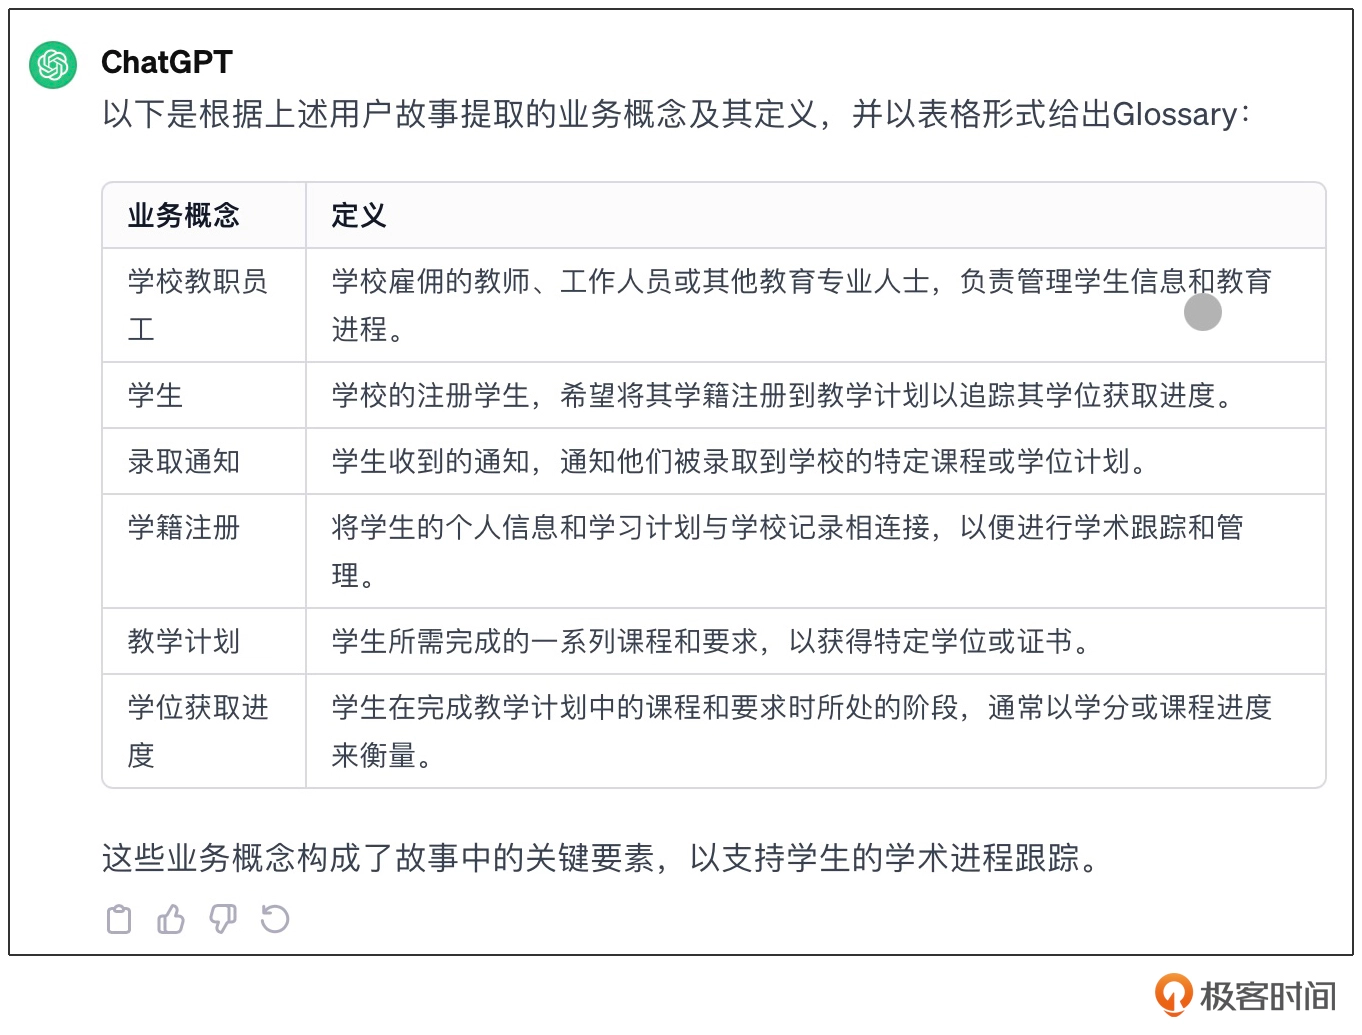 ChatGPT
以下是根据上述用户故事提取的业务概念及其定义，并以表格形式给出Glossary：
业务概念 定义
学校教职员工 学校雇佣的教师、工作人员或其他教育专业人士，负责管理学生信息和教育进程。
学生 学校的注册学生，希望将其学籍注册到教学计划以追踪其学位获取进度。
录取通知 学生收到的通知，通知他们被录取到学校的特定课程或学位计划。
学籍注册 将学生的个人信息和学习计划与学校记录相连接，以便进行学术跟踪和管理。
教学计划 学生所需完成的一系列课程和要求，以获得特定学位或证书。
学位获取进度 学生在完成教学计划中的课程和要求时所处的阶段，通常以学分或课程进度来衡量。
这些业务概念构成了故事中的关键要素，以支持学生的学术进程跟踪。
极客时间